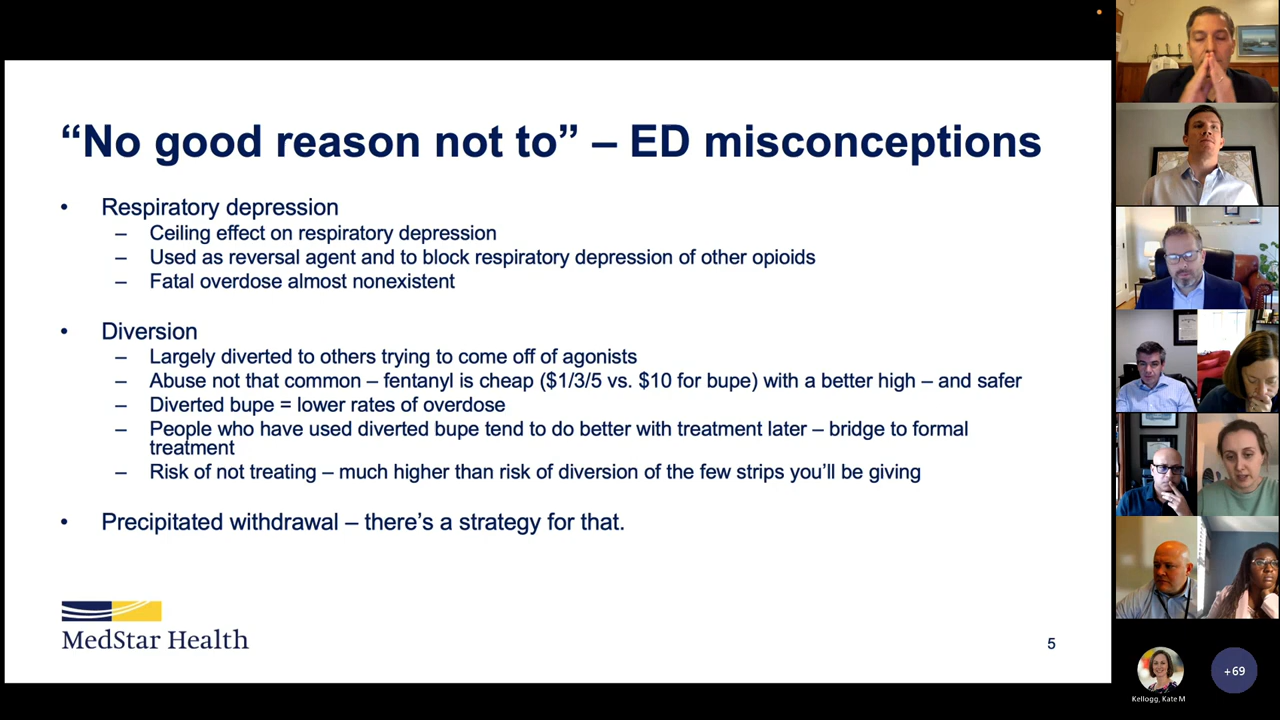 “No good reason not to” – ED misconceptions
• Respiratory depression
– Ceiling effect on respiratory depression
– Used as reversal agent and to block respiratory depression of other opioids
– Fatal overdose almost nonexistent
• Diversion
– Largely diverted to others trying to come off of agonists
– Abuse not that common – fentanyl is cheap ($1/3/5 vs. $10 for bupe) with a better high – and safer
– Diverted bupe = lower rates of overdose
– People who have used diverted bupe tend to do better with treatment later – bridge to formal
treatment
– Risk of not treating – much higher than risk of diversion of the few strips you’ll be giving
• Precipitated withdrawal – there’s a strategy for that.
MedStar Health
5
Kellogg, Kate M
+69